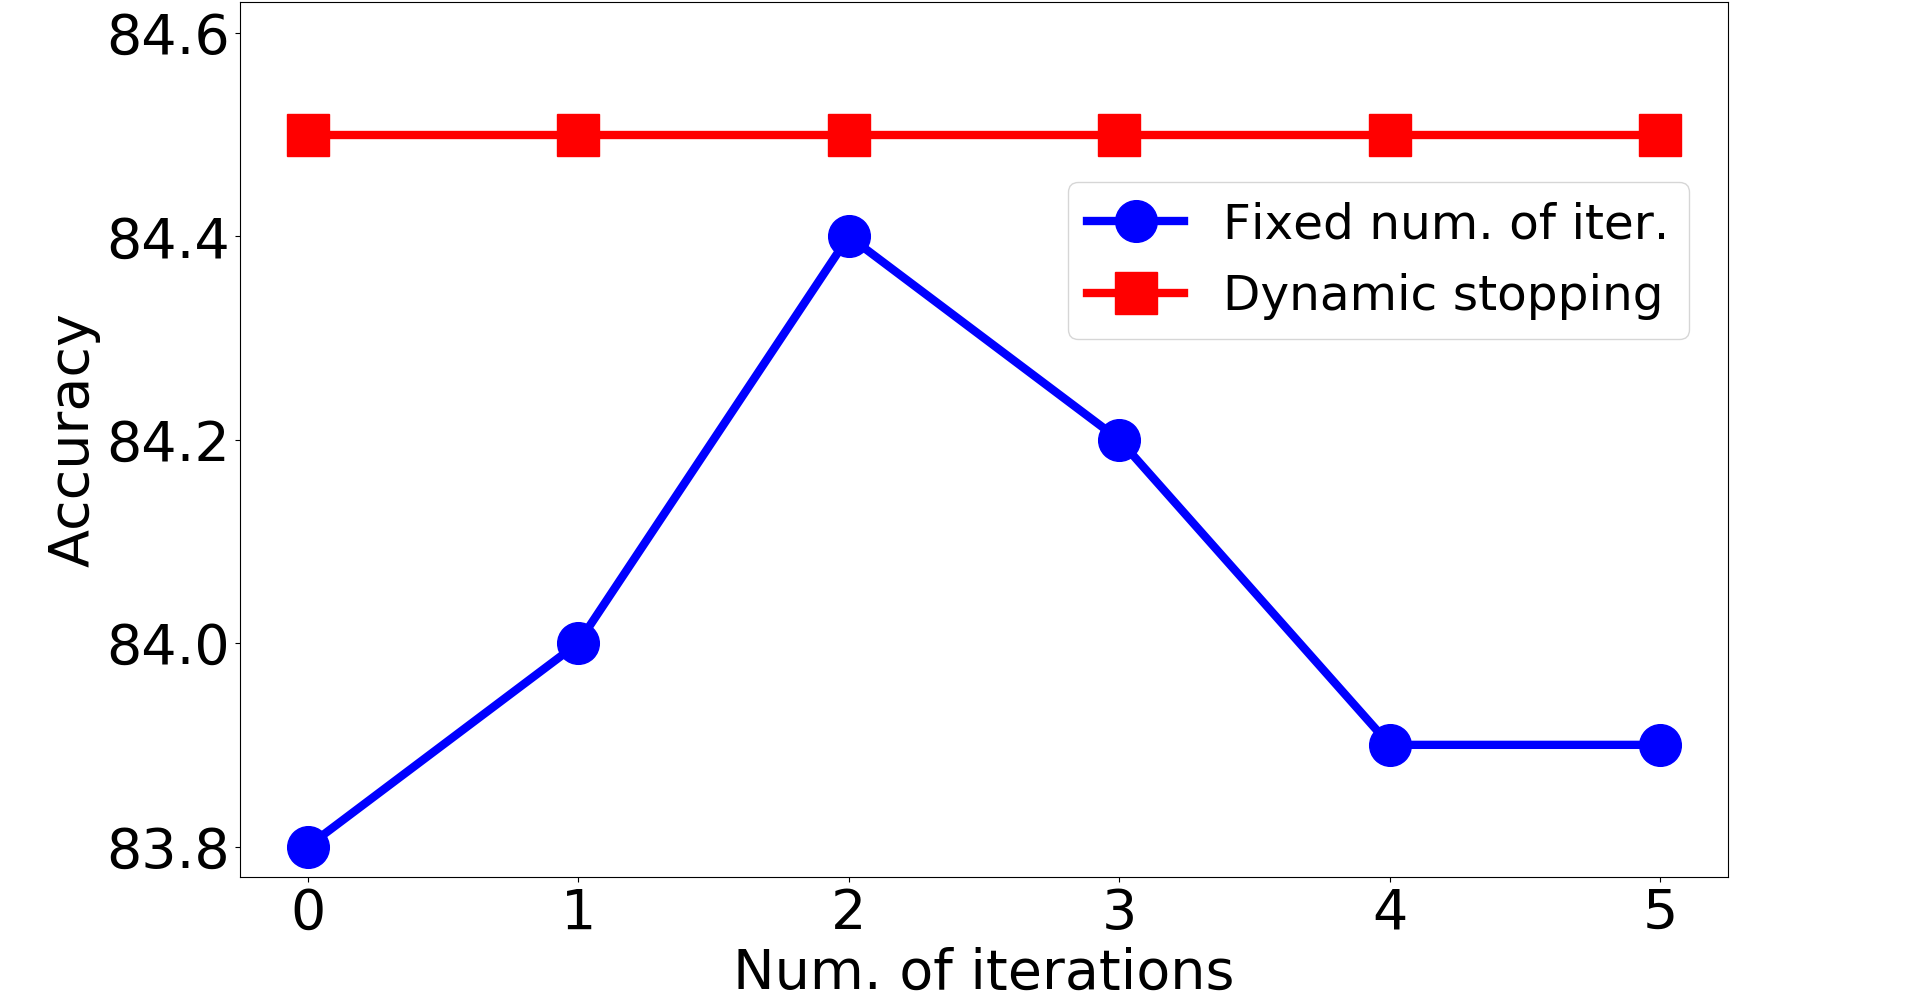 84.6
84.4
84.2
84.0
83.8
Accuracy
Fixed num. of iter.
Dynamic stopping
0 1 2 3 4 5
Num. of iterations